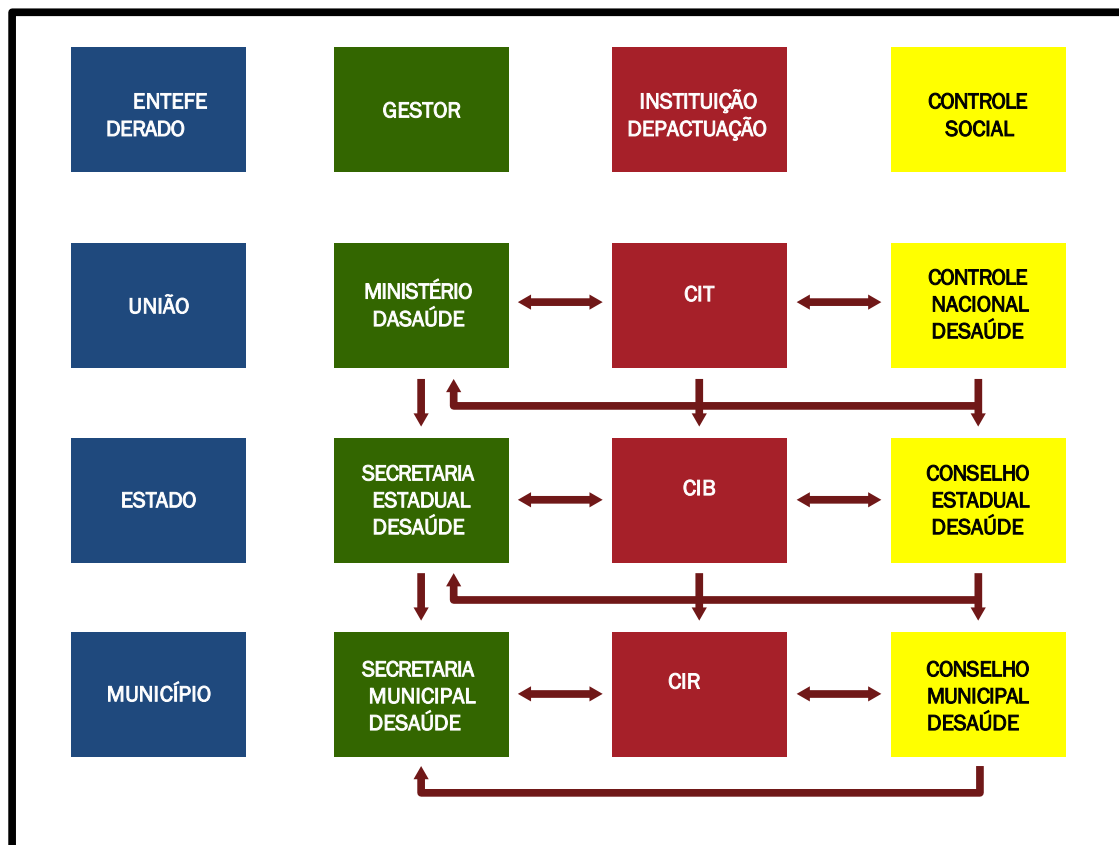 ENTEFE
DERADO
GESTOR
INSTITUIÇÃO
DEPACTUAÇÃO
CONTROLE
SOCIAL
UNIÃO
MINISTÉRIO
DASAÚDE
CIT
CONTROLE
NACIONAL
DESAÚDE
ESTADO
SECRETARIA
ESTADUAL
DESAÚDE
CIB
CONSELHO
ESTADUAL
DESAÚDE
MUNICÍPIO
SECRETARIA
MUNICIPAL
DESAÚDE
CIR
CONSELHO
MUNICIPAL
DESAÚDE